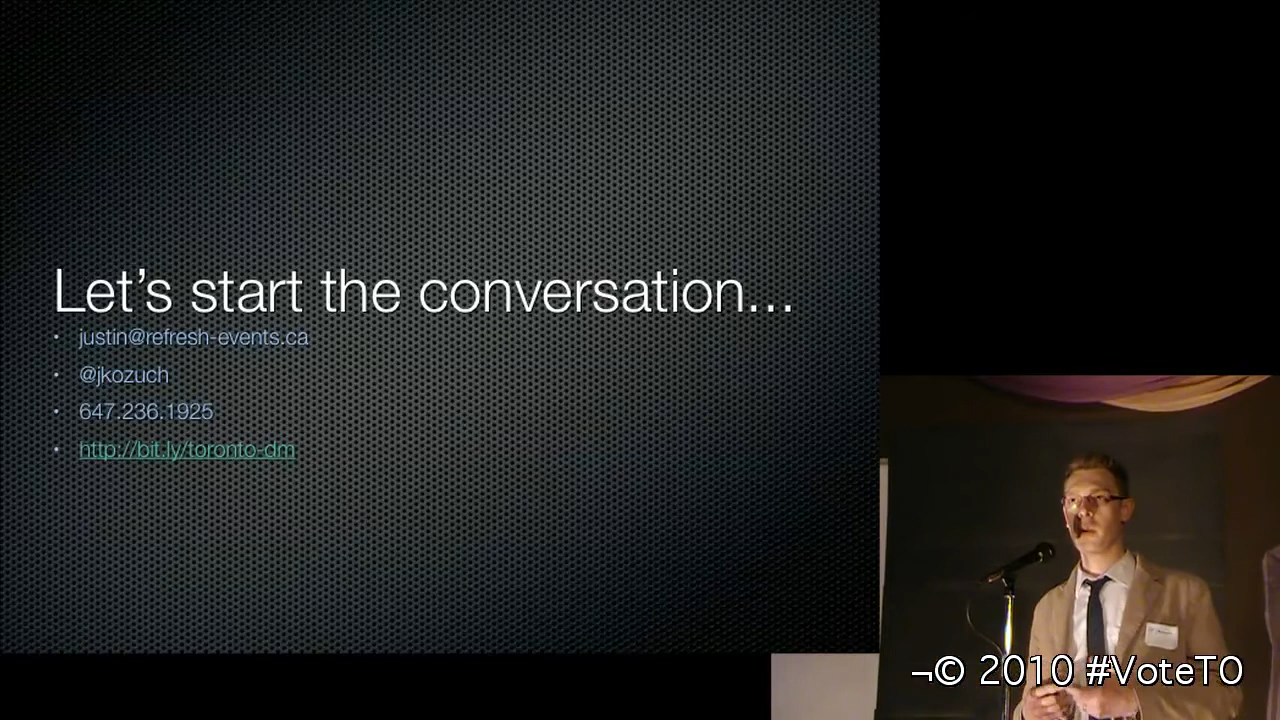 Let's start the conversation...
• justin@refresh-events.ca
• @jkozuch
• 647.236.1925
• http://bit.ly/toronto-dm
¬© 2010 #VoteTO